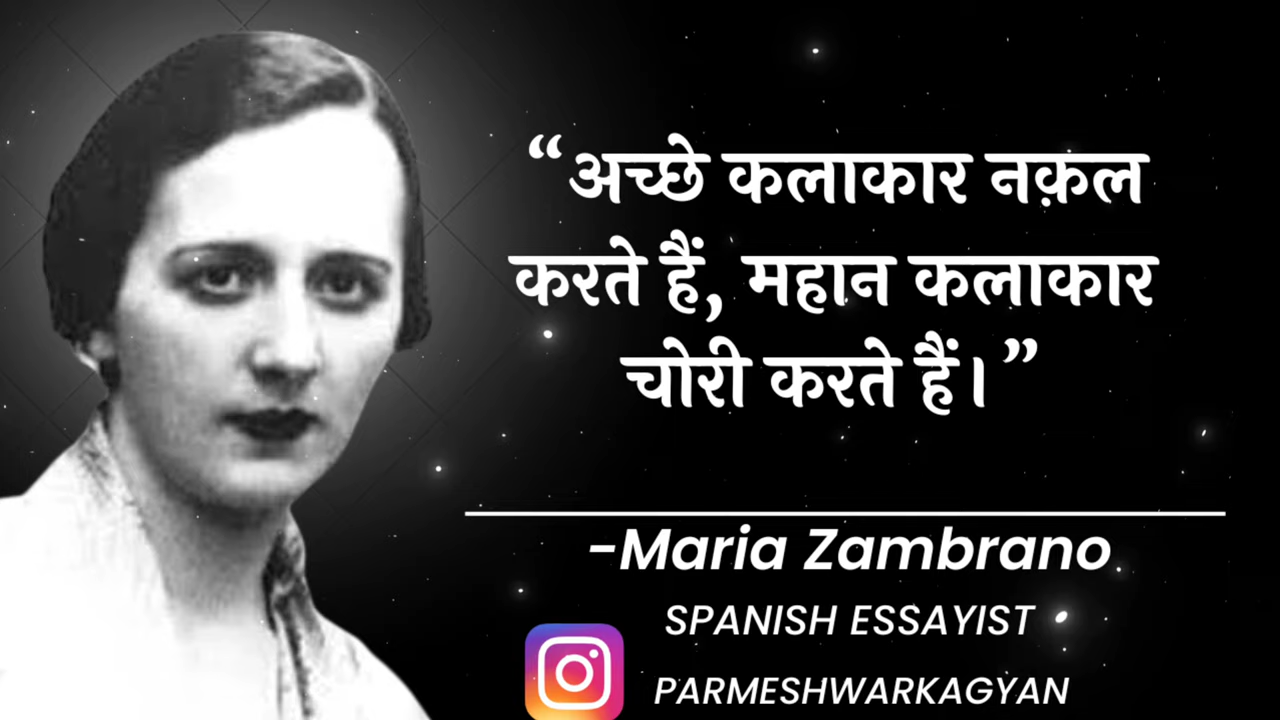 “अच्छे कलाकार नक़ल
करते हैं, महान कलाकार
चोरी करते हैं।”
-Maria Zambrano
SPANISH ESSAYIST
PARMESHWARKAGYAN